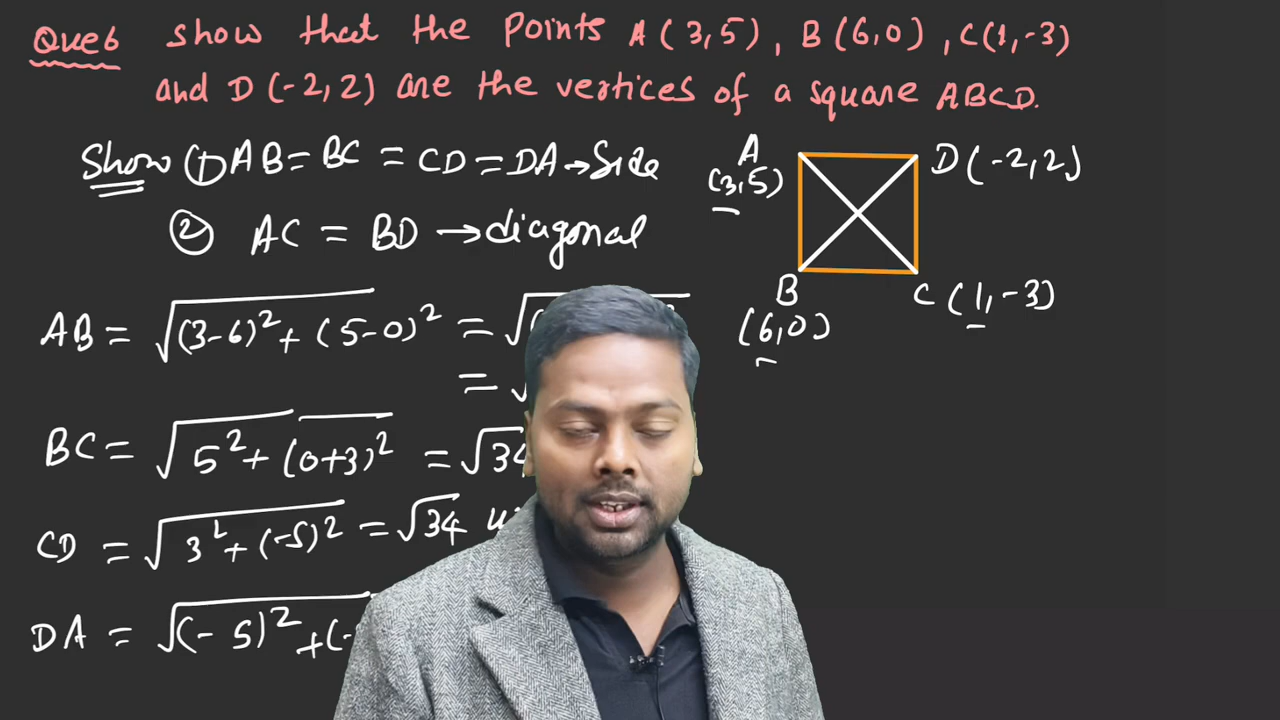 Que6 show that the points A(3,5), B(6,0), C(1,-3)
and D(-2,2) are the vertices of a square ABCD.
Show ① AB = BC = CD = DA → Side
② AC = BD → diagonal
A
(3,5)
D(-2,2)
B
(6,0)
C(1,-3)
AB = √(3-6)² + (5-0)² = √
= √
BC = √5² + (0+3)² = √34
CD = √3² + (-5)² = √34
DA = √(-5)² + (-